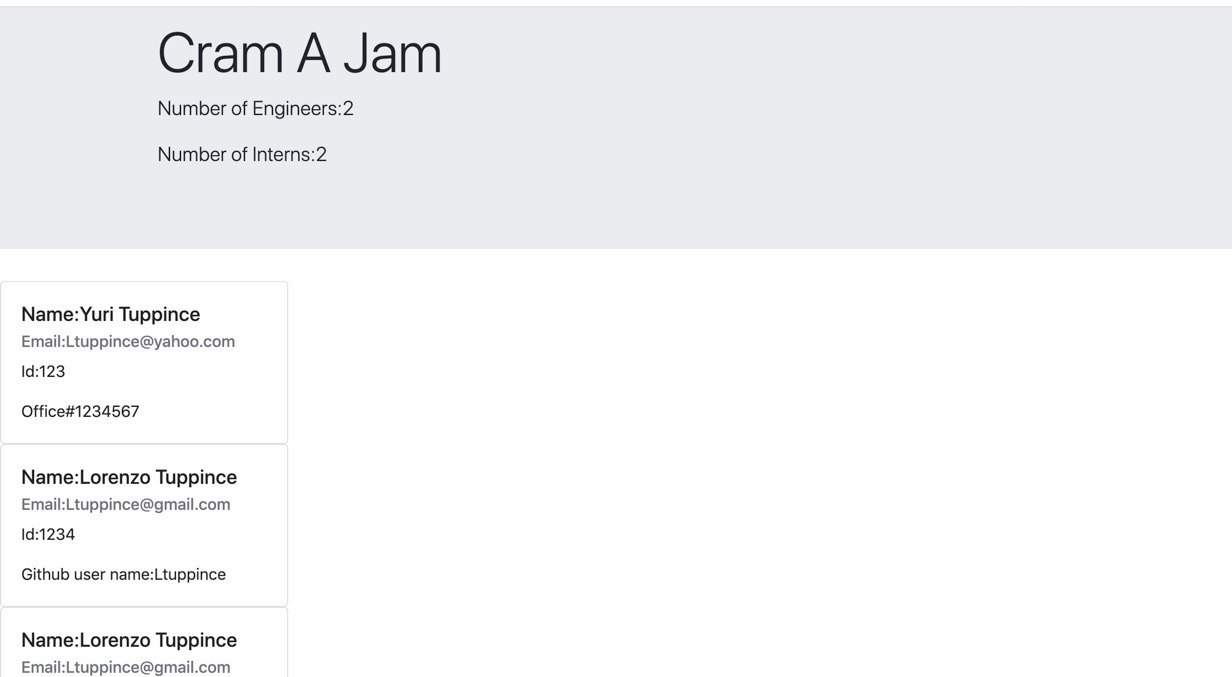 Cram A Jam
Number of Engineers:2
Number of Interns:2
Name:Yuri Tuppince
Email:Ltuppince@yahoo.com
Id:123
Office#1234567
Name:Lorenzo Tuppince
Email:Ltuppince@gmail.com
Id:1234
Github user name:Ltuppince
Name:Lorenzo Tuppince
Email:Ltuppince@gmail.com